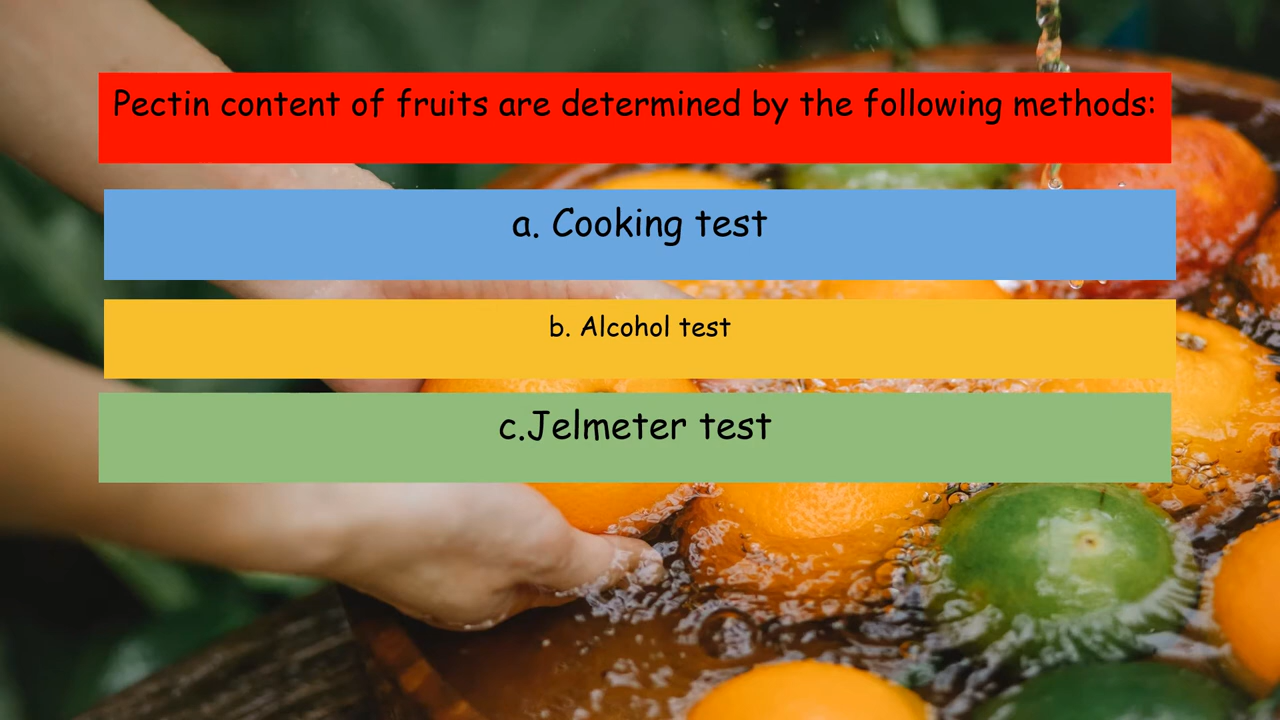 Pectin content of fruits are determined by the following methods:
a. Cooking test
b. Alcohol test
c.Jelmeter test